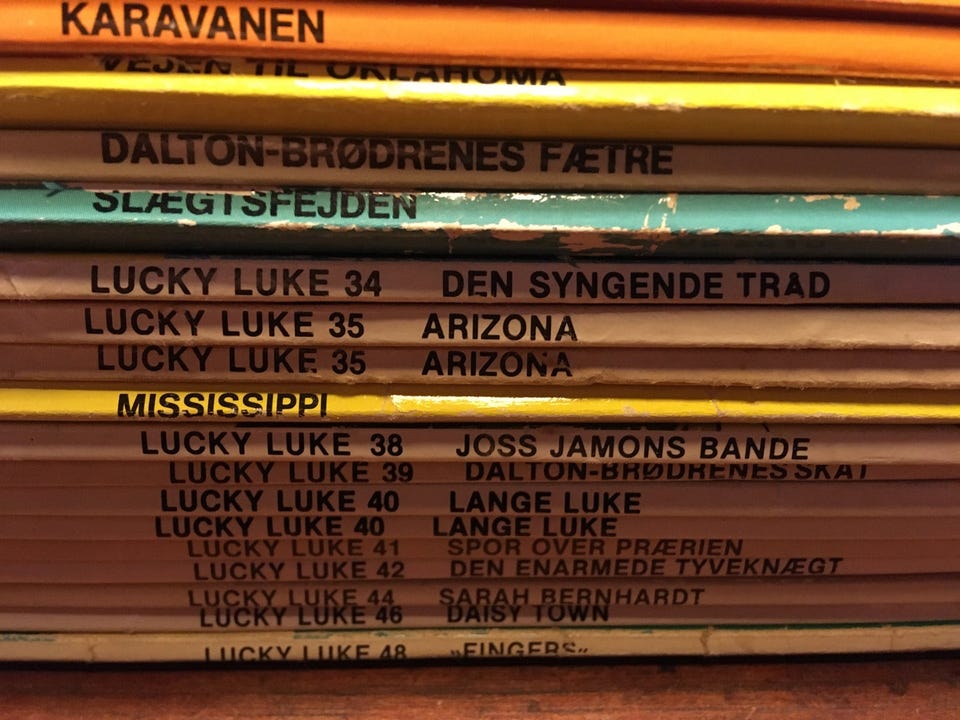 KARAVANEN
VEJEN TIL OKLAHOMA
DALTON-BRØDRENES FÆTRE
SLÆGTSFEJDEN
LUCKY LUKE 34 DEN SYNGENDE TRÅD
LUCKY LUKE 35 ARIZONA
LUCKY LUKE 35 ARIZONA
MISSISSIPPI
LUCKY LUKE 38 JOSS JAMONS BANDE
LUCKY LUKE 39 DALTON-BRØDRENES SKAT
LUCKY LUKE 40 LANGE LUKE
LUCKY LUKE 40 LANGE LUKE
LUCKY LUKE 41 SPOR OVER PRÆRIEN
LUCKY LUKE 42 DEN ENARMEDE TYVEKNÆGT
LUCKY LUKE 44 SARAH BERNHARDT
LUCKY LUKE 46 DAISY TOWN
LUCKY LUKE 48 »FINGERS«